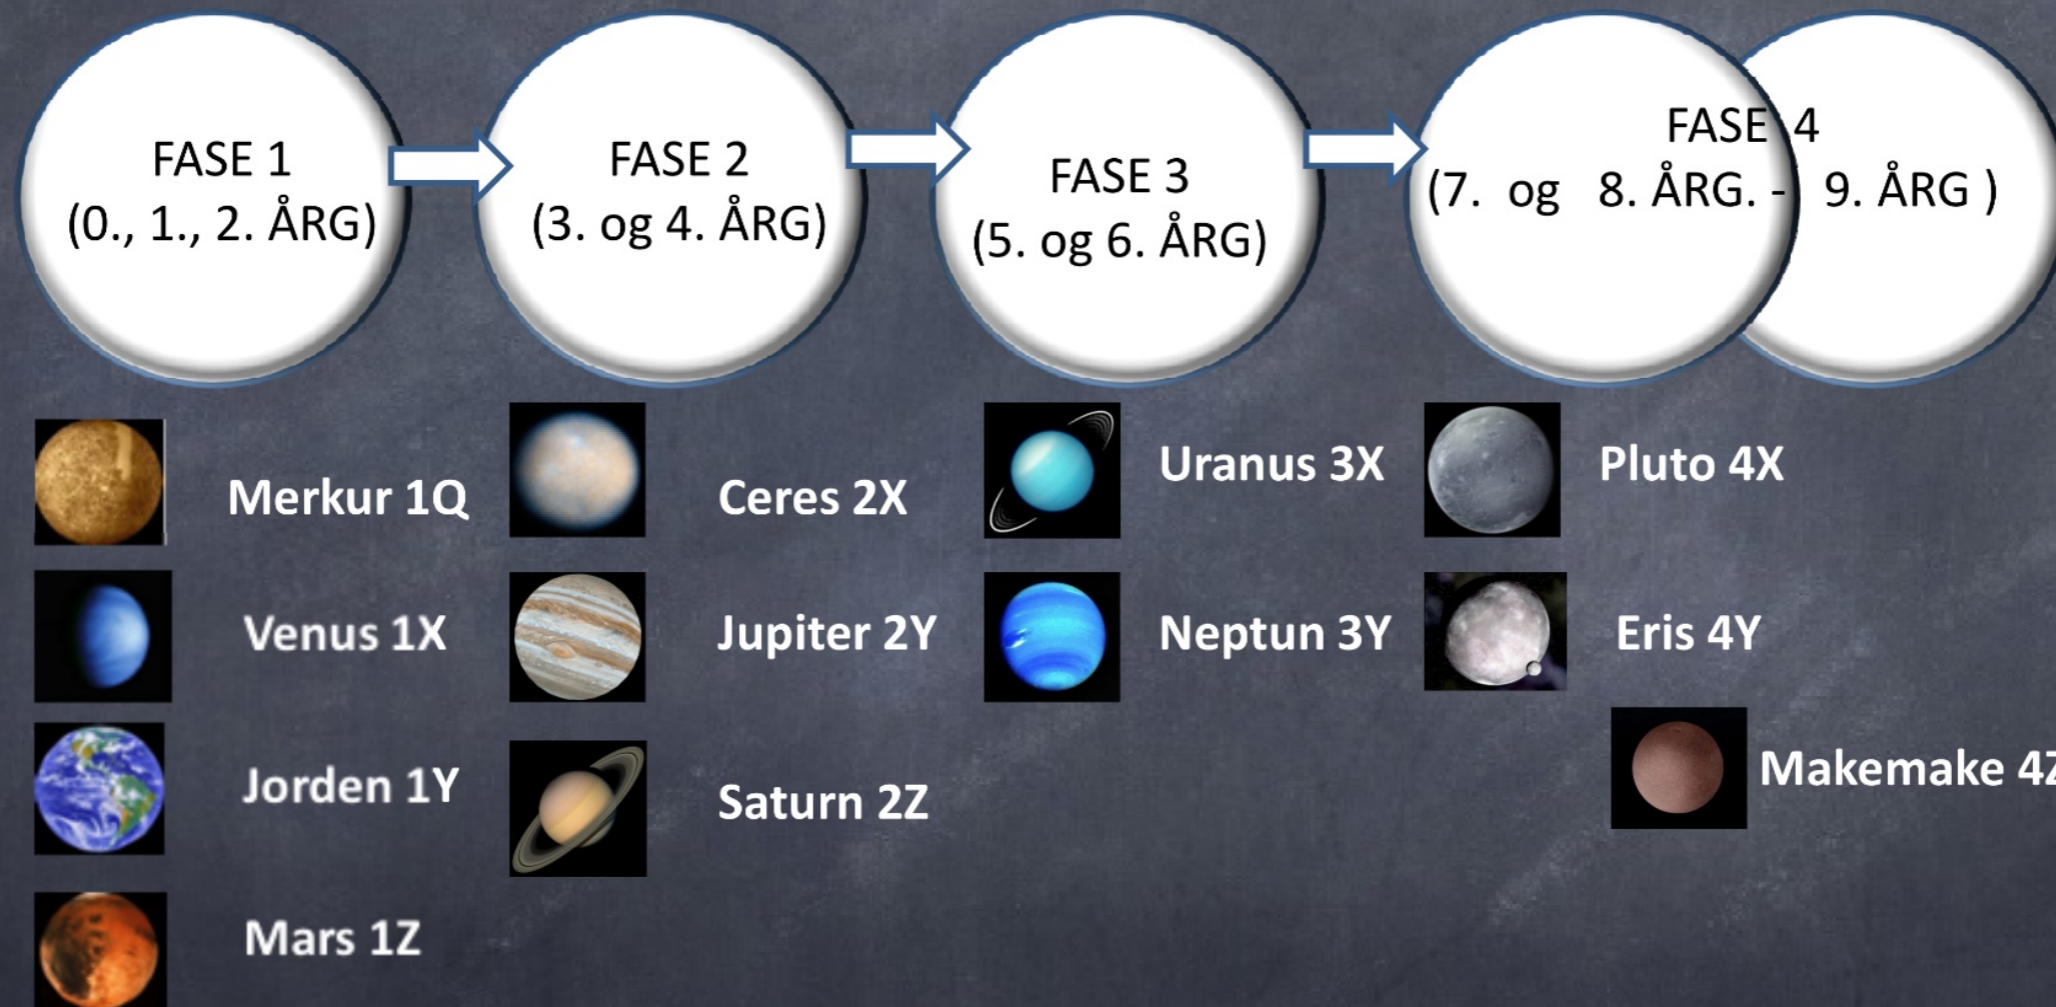 FASE 1
(0., 1., 2. ÅRG)
FASE 2
(3. og 4. ÅRG)
FASE 3
(5. og 6. ÅRG)
FASE 4
(7. og 8. ÅRG. - 9. ÅRG )
Merkur 1Q
Venus 1X
Jorden 1Y
Mars 1Z
Ceres 2X
Jupiter 2Y
Saturn 2Z
Uranus 3X
Neptun 3Y
Pluto 4X
Eris 4Y
Makemake 4Z